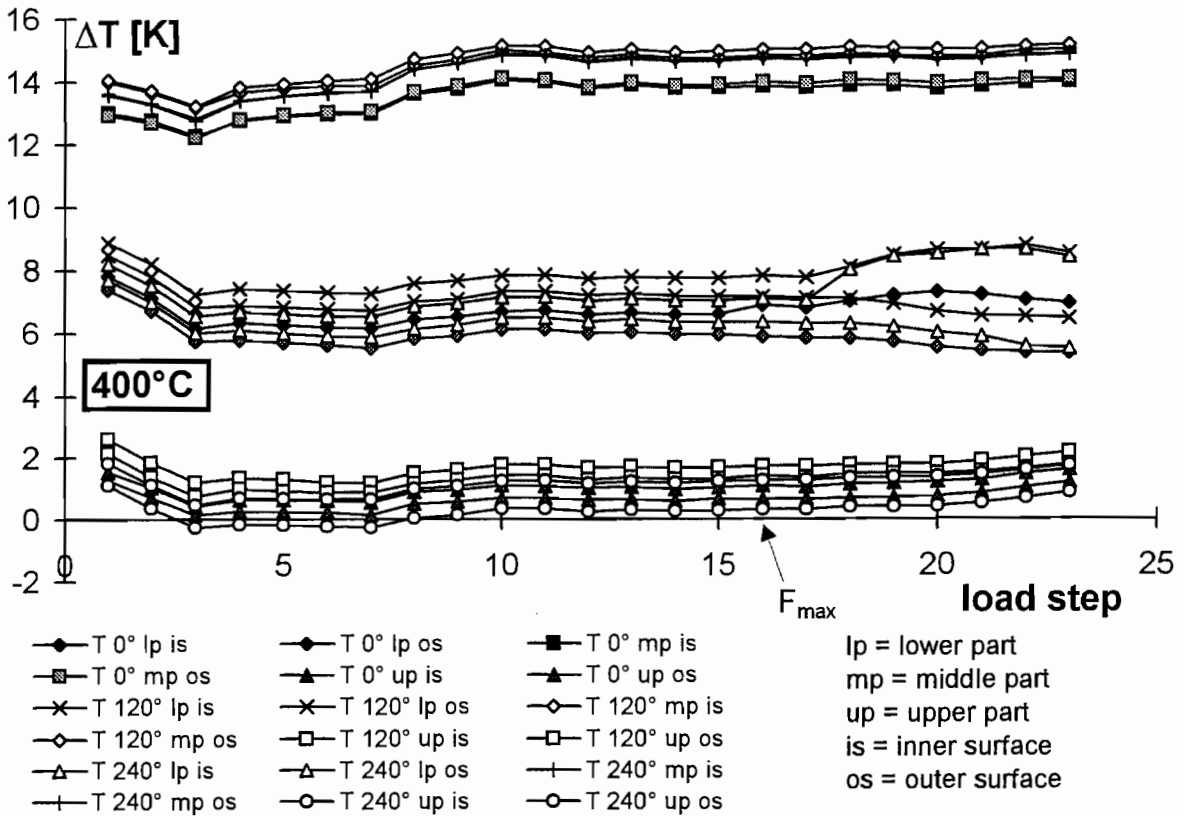 16
ΔT [K]
14
12
10
8
6
400°C
4
2
0
-2
0 5 10 15 20 25
F max
load step
T 0° lp is T 0° lp os T 0° mp is
T 0° mp os T 0° up is T 0° up os
T 120° lp is T 120° lp os T 120° mp is
T 120° mp os T 120° up is T 120° up os
T 240° lp is T 240° lp os T 240° mp is
T 240° mp os T 240° up is T 240° up os
lp = lower part
mp = middle part
up = upper part
is = inner surface
os = outer surface